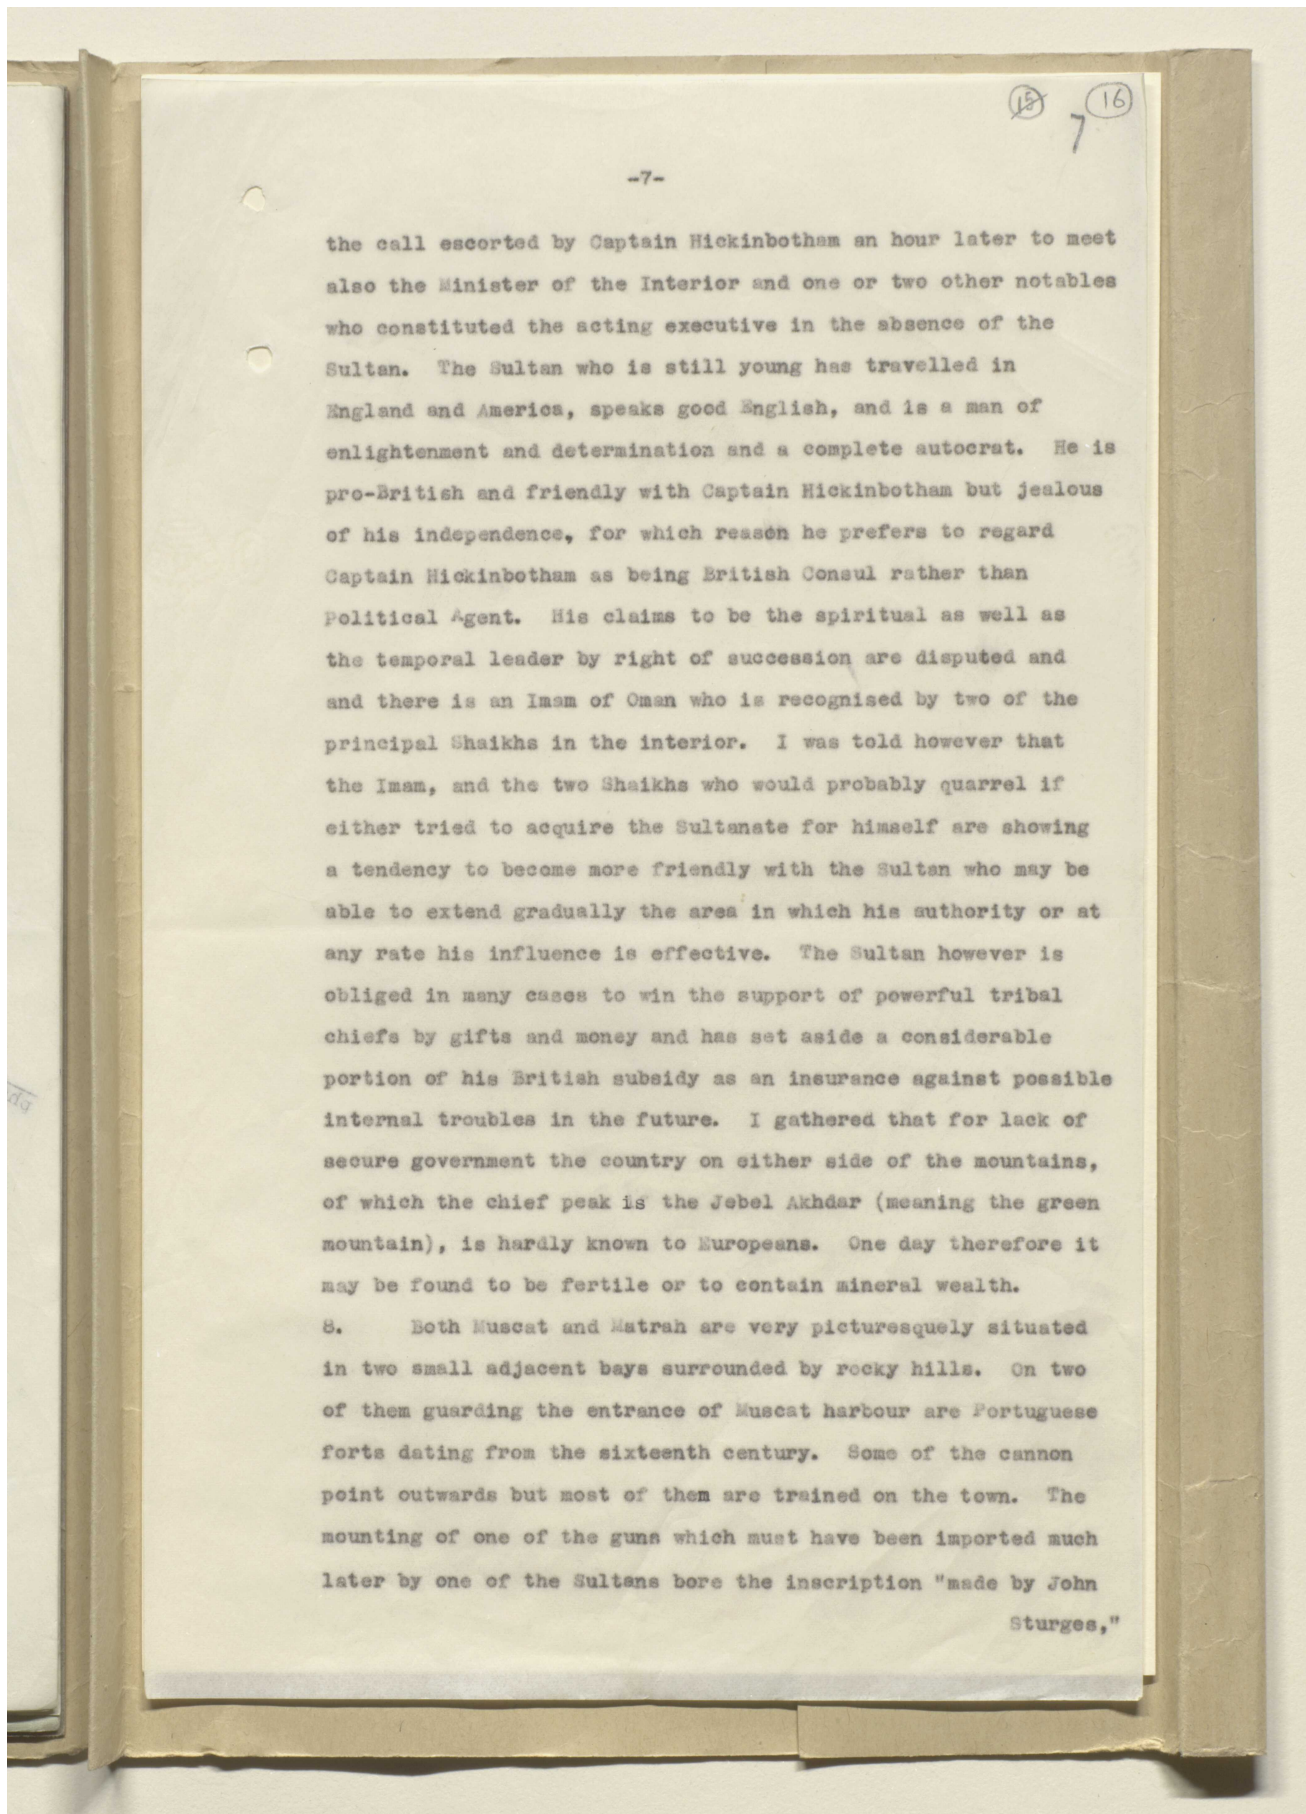 15 16
7
-7-
the call escorted by Captain Hickinbotham an hour later to meet
also the Minister of the Interior and one or two other notables
who constituted the acting executive in the absence of the
Sultan. The Sultan who is still young has travelled in
England and America, speaks good English, and is a man of
enlightenment and determination and a complete autocrat. He is
pro-British and friendly with Captain Hickinbotham but jealous
of his independence, for which reason he prefers to regard
Captain Hickinbotham as being British Consul rather than
Political Agent. His claims to be the spiritual as well as
the temporal leader by right of succession are disputed and
and there is an Imam of Oman who is recognised by two of the
principal Shaikhs in the interior. I was told however that
the Imam, and the two Shaikhs who would probably quarrel if
either tried to acquire the Sultanate for himself are showing
a tendency to become more friendly with the Sultan who may be
able to extend gradually the area in which his authority or at
any rate his influence is effective. The Sultan however is
obliged in many cases to win the support of powerful tribal
chiefs by gifts and money and has set aside a considerable
portion of his British subsidy as an insurance against possible
internal troubles in the future. I gathered that for lack of
secure government the country on either side of the mountains,
of which the chief peak is the Jebel Akhdar (meaning the green
mountain), is hardly known to Europeans. One day therefore it
may be found to be fertile or to contain mineral wealth.
8. Both Muscat and Matrah are very picturesquely situated
in two small adjacent bays surrounded by rocky hills. On two
of them guarding the entrance of Muscat harbour are Portuguese
forts dating from the sixteenth century. Some of the cannon
point outwards but most of them are trained on the town. The
mounting of one of the guns which must have been imported much
later by one of the Sultans bore the inscription "made by John
Sturges,"